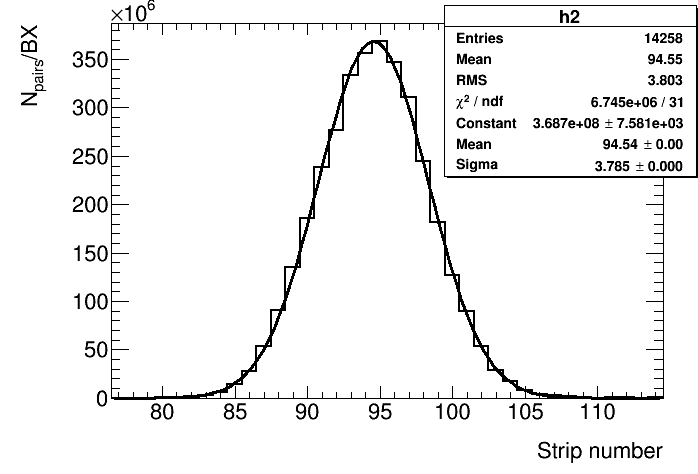 ×10⁶
N_pairs/BX
350
300
250
200
150
100
50
0
80 85 90 95 100 105 110
Strip number
h2
Entries 14258
Mean 94.55
RMS 3.803
χ² / ndf 6.745e+06 / 31
Constant 3.687e+08 ± 7.581e+03
Mean 94.54 ± 0.00
Sigma 3.785 ± 0.000